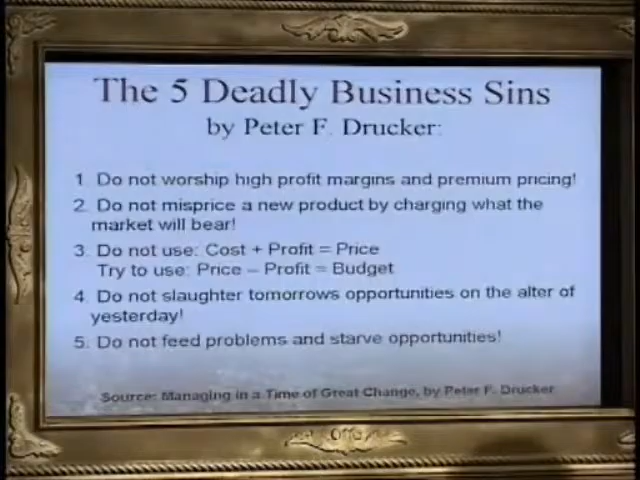 The 5 Deadly Business Sins
by Peter F. Drucker:
1. Do not worship high profit margins and premium pricing!
2. Do not misprice a new product by charging what the
market will bear!
3. Do not use: Cost + Profit = Price
Try to use: Price – Profit = Budget
4. Do not slaughter tomorrows opportunities on the alter of
yesterday!
5. Do not feed problems and starve opportunities!
Source: Managing in a Time of Great Change, by Peter F. Drucker